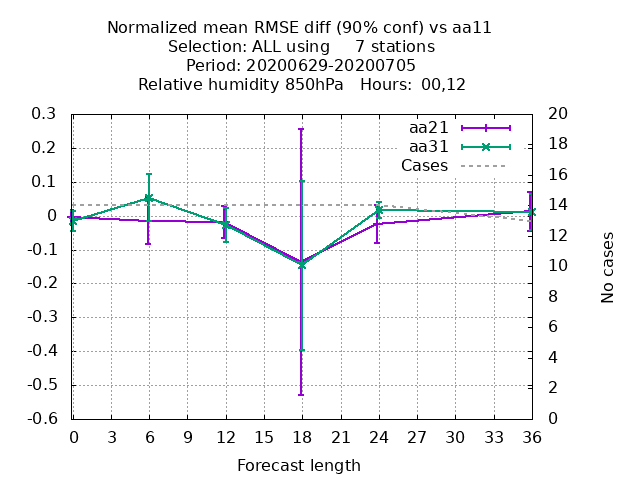 Normalized mean RMSE diff (90% conf) vs aa11
Selection: ALL using     7 stations
Period: 20200629-20200705
Relative humidity 850hPa   Hours: 00,12
aa21
aa31
Cases
0.3
0.2
0.1
0
-0.1
-0.2
-0.3
-0.4
-0.5
-0.6
20
18
16
14
12
10
8
6
4
2
0
No cases
0 3 6 9 12 15 18 21 24 27 30 33 36
Forecast length